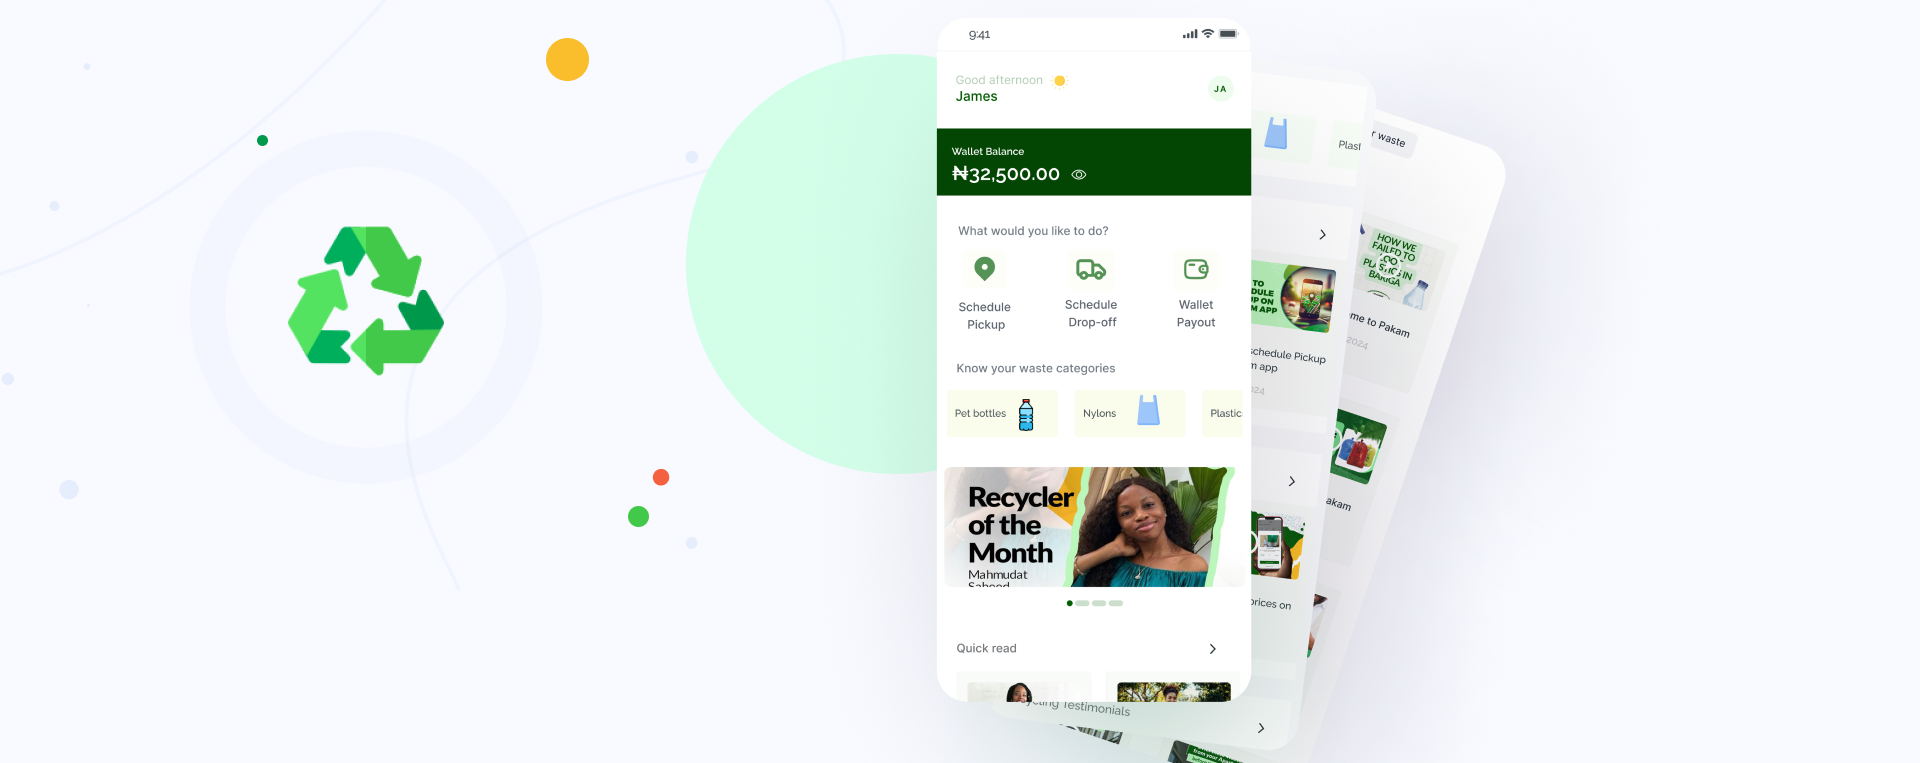 9:41
Good afternoon
James
JA
Wallet Balance
₦32,500.00
What would you like to do?
Schedule
Pickup
Schedule
Drop-off
Wallet
Payout
Know your waste categories
Pet bottles
Nylons
Plastic
Recycler
of the
Month
Mahmudat
Saheed
Quick read
Plast
TO
DULE
UP ON
M APP
schedule Pickup
m app
024
prices on
ycling Testimonials
r waste
HOW WE
FAILED TO
PLASTICS IN
BARIGA
me to Pakam
2024
akam